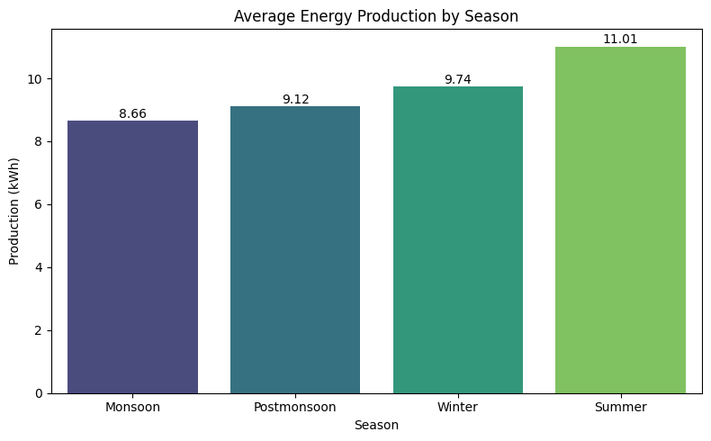 Average Energy Production by Season
Production (kWh)
10
8
6
4
2
0
8.66
9.12
9.74
11.01
Monsoon
Postmonsoon
Winter
Summer
Season